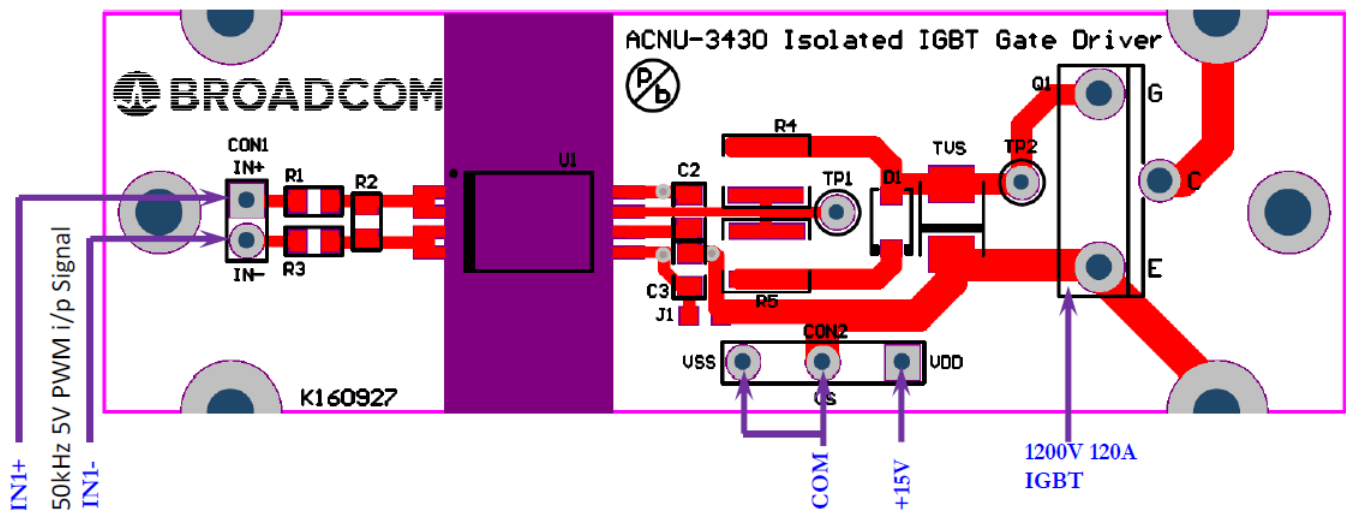 ACNU-3430 Isolated IGBT Gate Driver
Pb
BROADCOM
Q1
G
CON1
IN+
R1
R2
U1
C2
R4
TP1
D1
TVS
TP2
C
R3
IN-
C3
J1
R5
E
VSS
CON2
VDD
VS
K160927
IN1+
50kHz 5V PWM i/p Signal
IN1-
COM
+15V
1200V 120A
IGBT